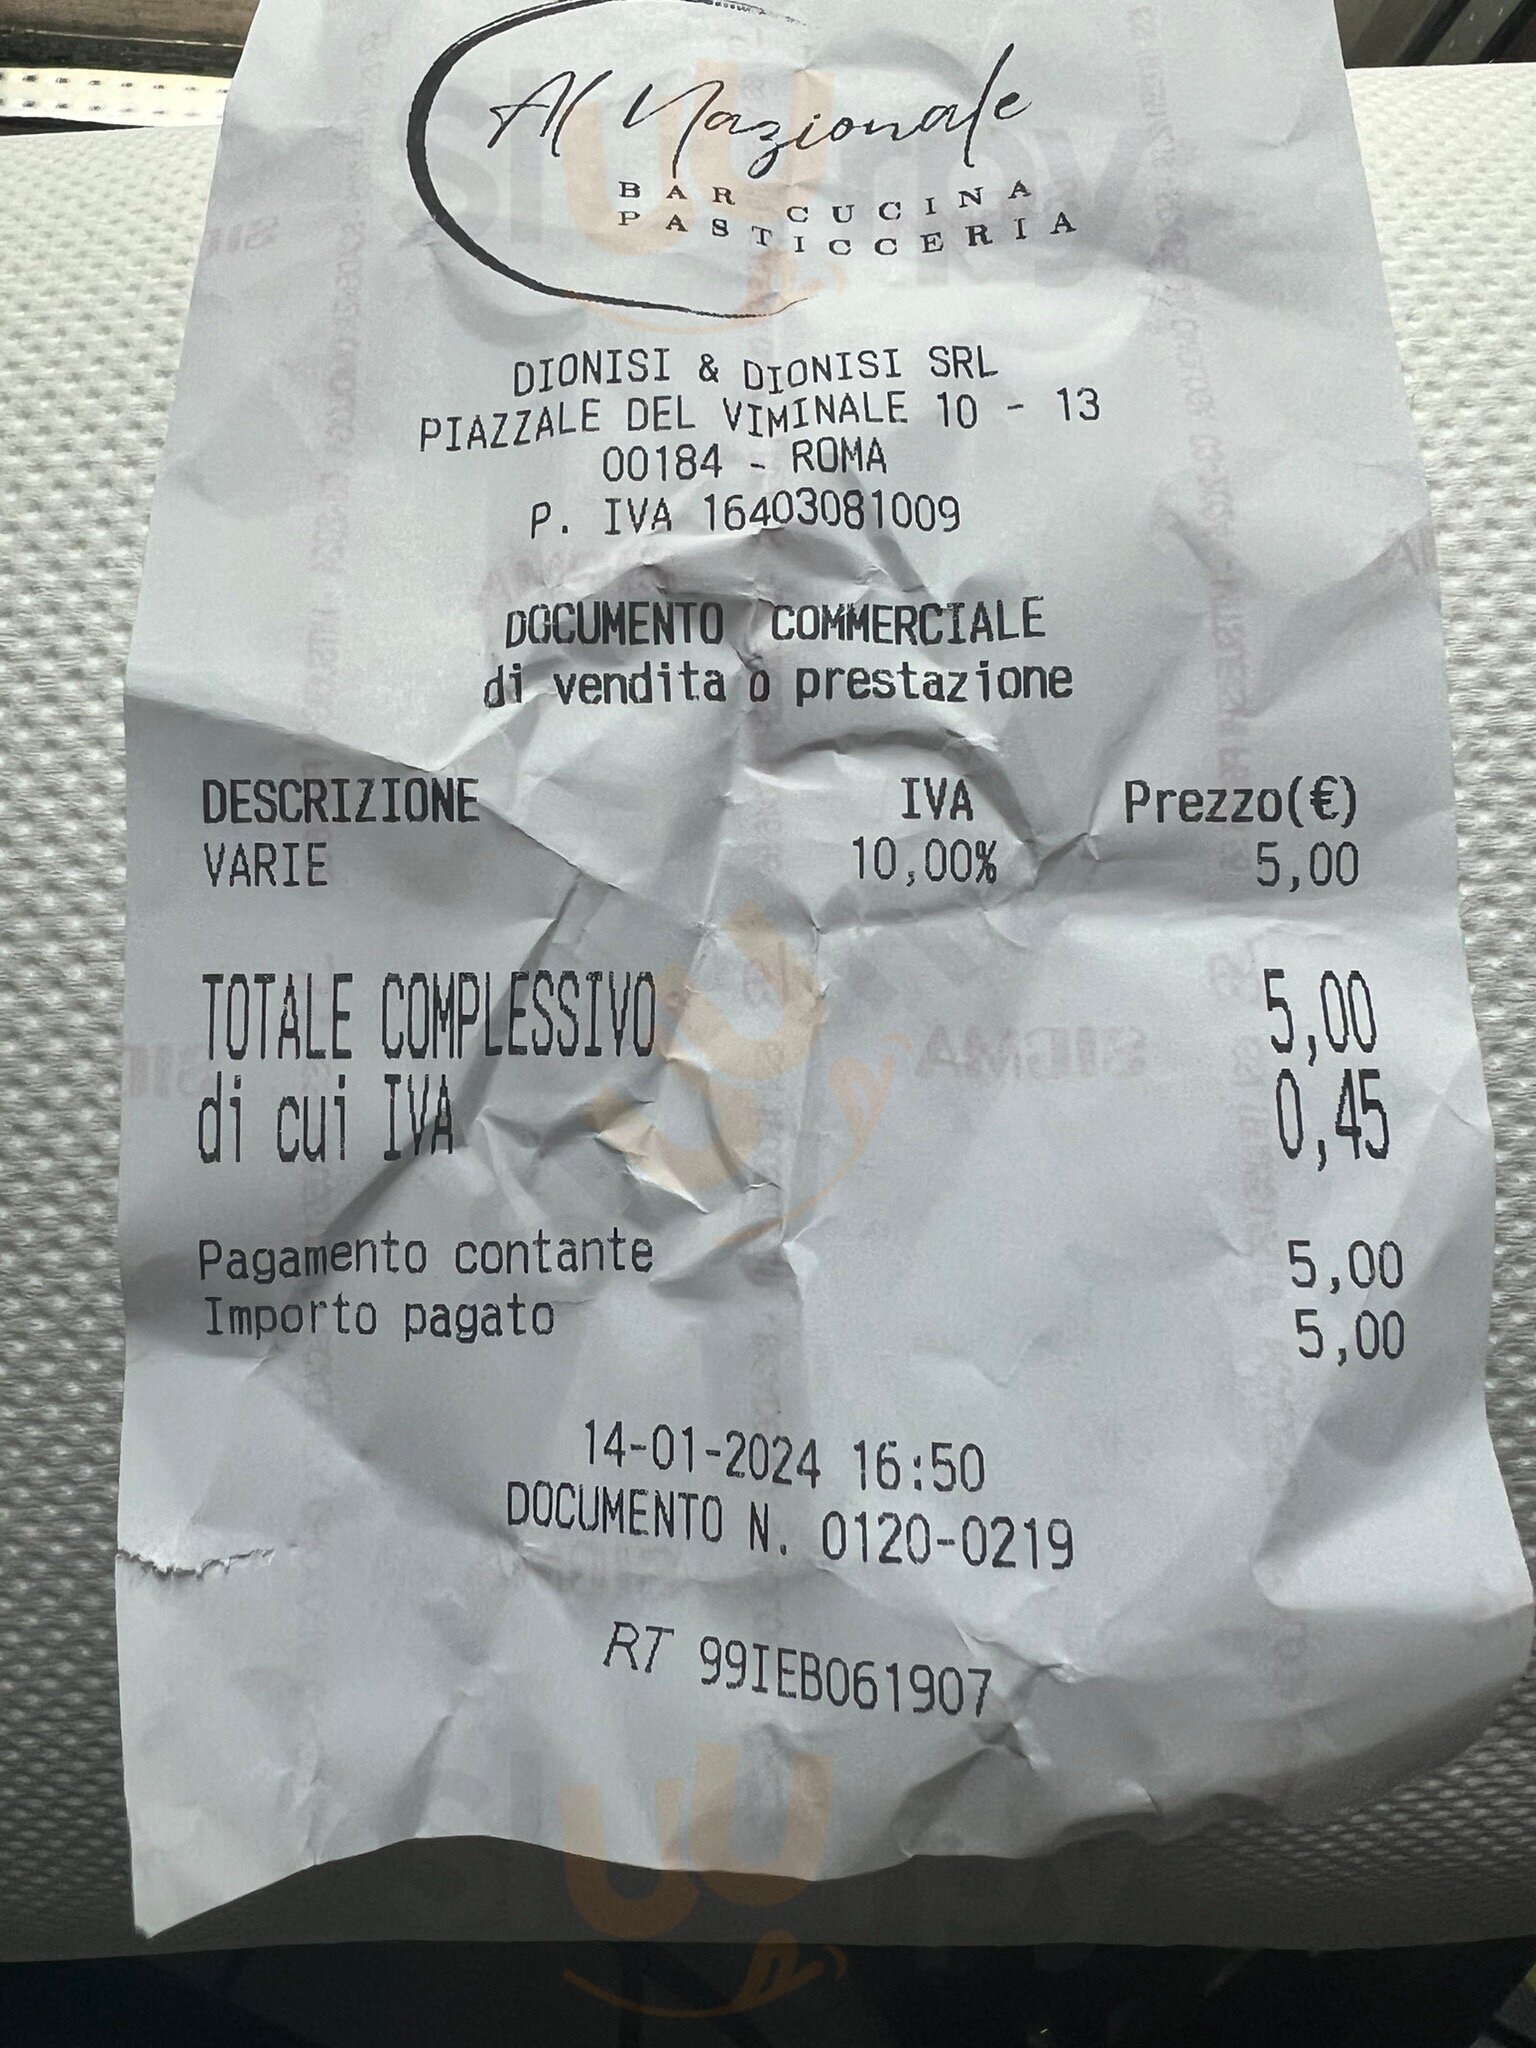 Al Nazionale
BAR CUCINA
PASTICCERIA
DIONISI & DIONISI SRL
PIAZZALE DEL VIMINALE 10 - 13
00184 - ROMA
P. IVA 16403081009
DOCUMENTO COMMERCIALE
di vendita o prestazione
DESCRIZIONE IVA Prezzo(€)
VARIE 10,00% 5,00
TOTALE COMPLESSIVO 5,00
di cui IVA 0,45
Pagamento contante 5,00
Importo pagato 5,00
14-01-2024 16:50
DOCUMENTO N. 0120-0219
RT 99IEB061907